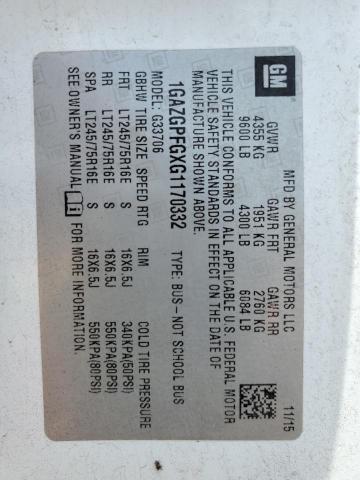 GM
MFD BY GENERAL MOTORS LLC 11/15
GVWR GAWR FRT GAWR RR
4355 KG 1951 KG 2760 KG
9600 LB 4300 LB 6084 LB
THIS VEHICLE CONFORMS TO ALL APPLICABLE U.S. FEDERAL MOTOR
VEHICLE SAFETY STANDARDS IN EFFECT ON THE DATE OF
MANUFACTURE SHOWN ABOVE.
1GAZGPFGXG1170332 TYPE: BUS-NOT SCHOOL BUS
MODEL: G33706
GBHW TIRE SIZE SPEED RTG RIM COLD TIRE PRESSURE
FRT LT245/75R16E S 16X6.5J 340KPA(50PSI)
RR LT245/75R16E S 16X6.5J 550KPA(80PSI)
SPA LT245/75R16E S 16X6.5J 550KPA(80PSI)
SEE OWNER'S MANUAL i FOR MORE INFORMATION